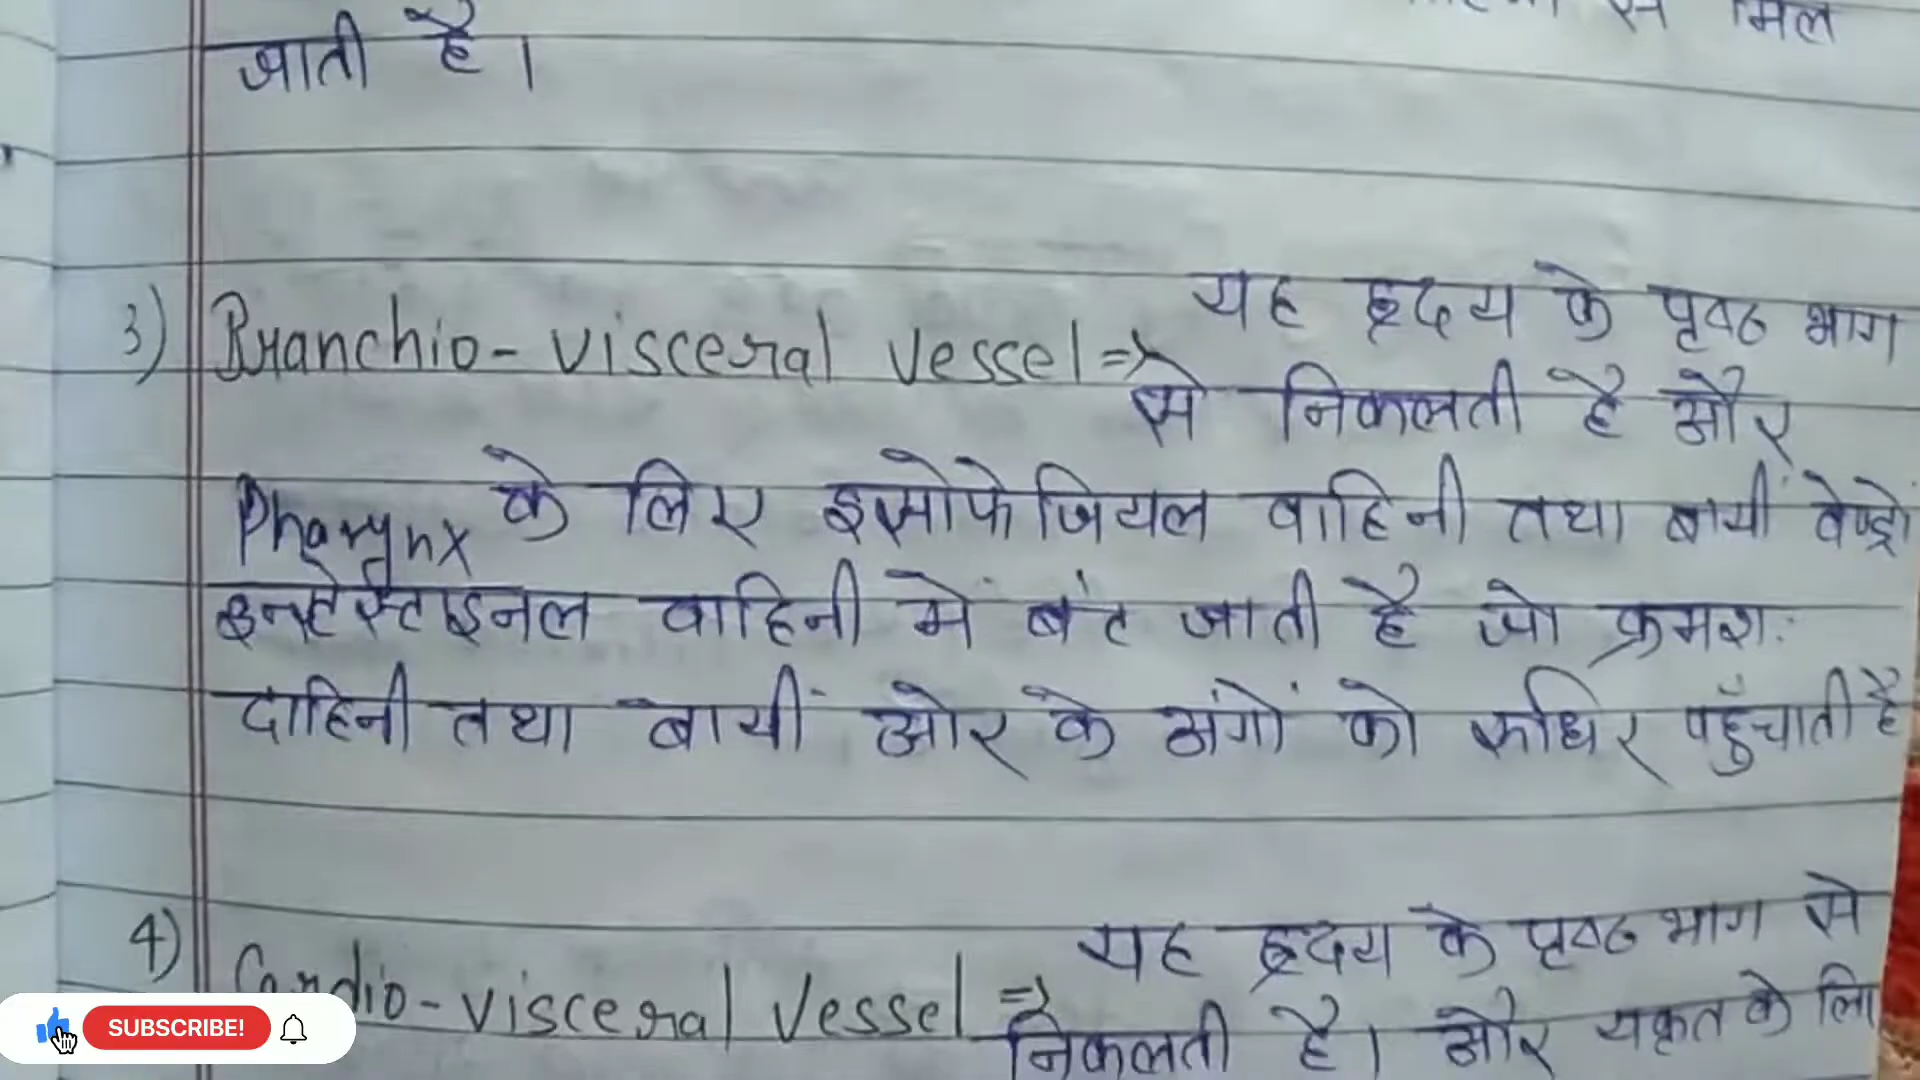 से मिल
जाती है।
3) Branchio-visceral vessel => यह हृदय के पृष्ठ भाग
से निकलती है और
Pharynx के लिए इसोफेजियल वाहिनी तथा बायीं वेण्ड्रो
इन्टेस्टाइनल वाहिनी में बंट जाती है जो क्रमशः
दाहिनी तथा बायीं ओर के अंगों को रूधिर पहुँचाती है
4) Cardio-visceral Vessel => यह हृदय के पृष्ठ भाग से
निकलती है। और यकृत के लि
SUBSCRIBE!